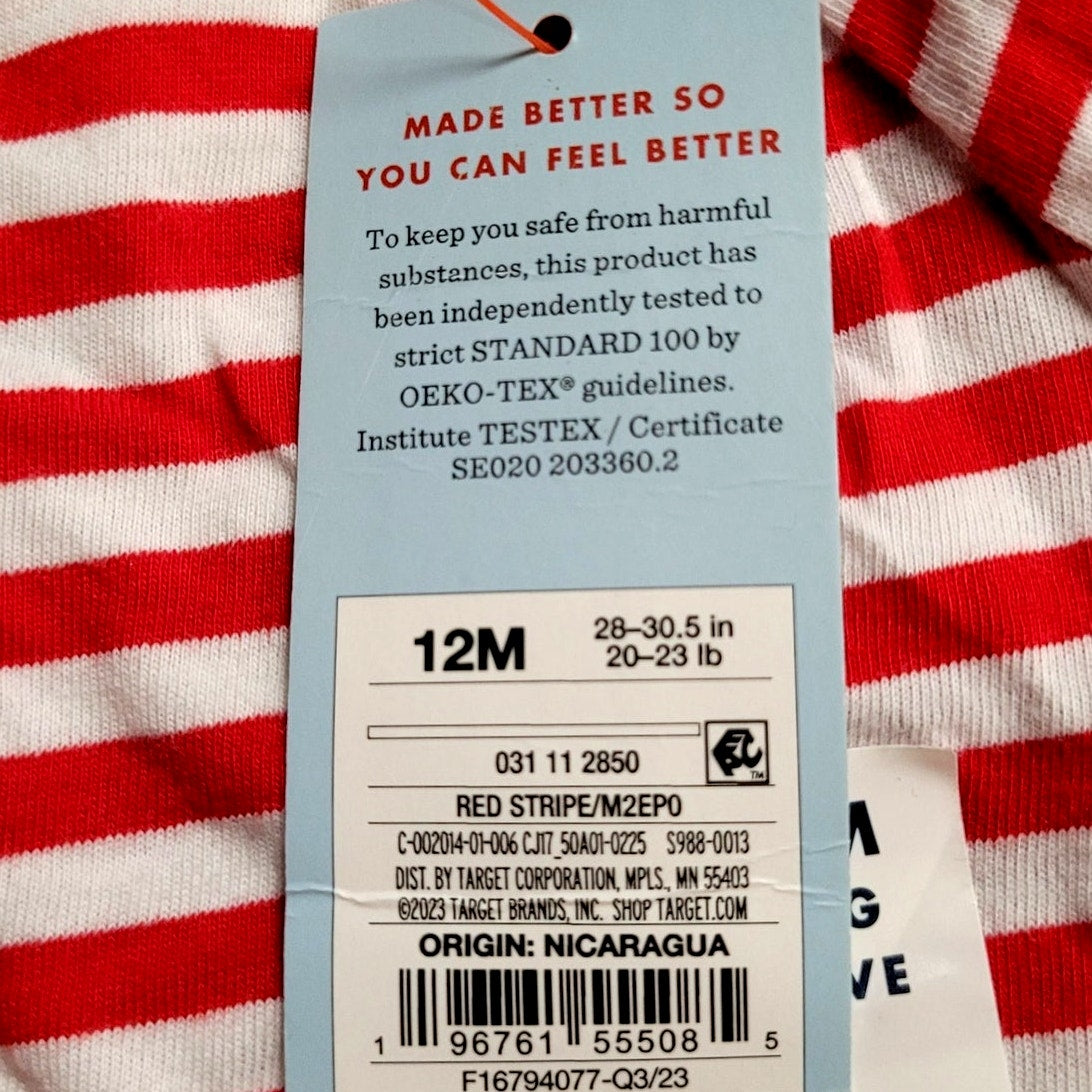 MADE BETTER SO
YOU CAN FEEL BETTER
To keep you safe from harmful
substances, this product has
been independently tested to
strict STANDARD 100 by
OEKO-TEX® guidelines.
Institute TESTEX / Certificate
SE020 203360.2
12M
28–30.5 in
20–23 lb
031 11 2850
TM
RED STRIPE/M2EP0
C-002014-01-006 CJ17_50A01-0225 S988-0013
DIST. BY TARGET CORPORATION, MPLS., MN 55403
©2023 TARGET BRANDS, INC. SHOP TARGET.COM
ORIGIN: NICARAGUA
1 96761 55508 5
F16794077-Q3/23